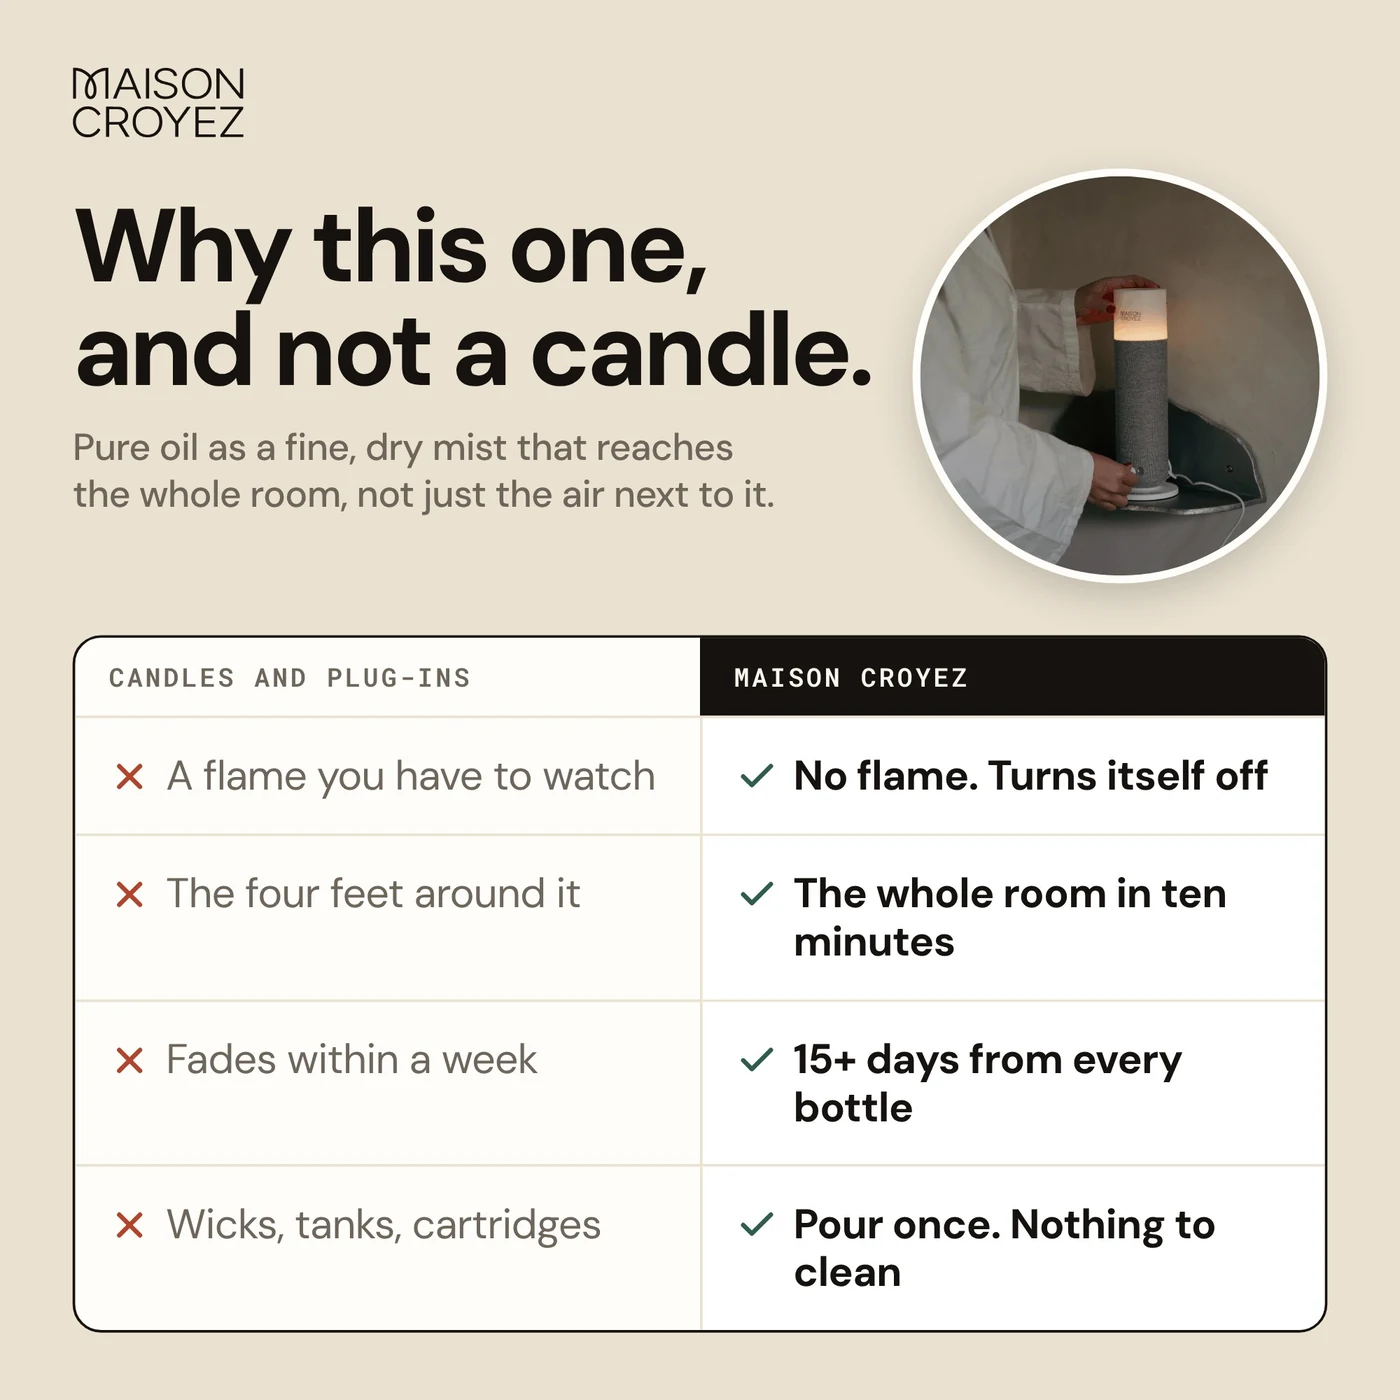 MAISON
CROYEZ
Why this one,
and not a candle.
Pure oil as a fine, dry mist that reaches
the whole room, not just the air next to it.
MAISON
CROYEZ
CANDLES AND PLUG-INS
MAISON CROYEZ
A flame you have to watch
No flame. Turns itself off
The four feet around it
The whole room in ten
minutes
Fades within a week
15+ days from every
bottle
Wicks, tanks, cartridges
Pour once. Nothing to
clean